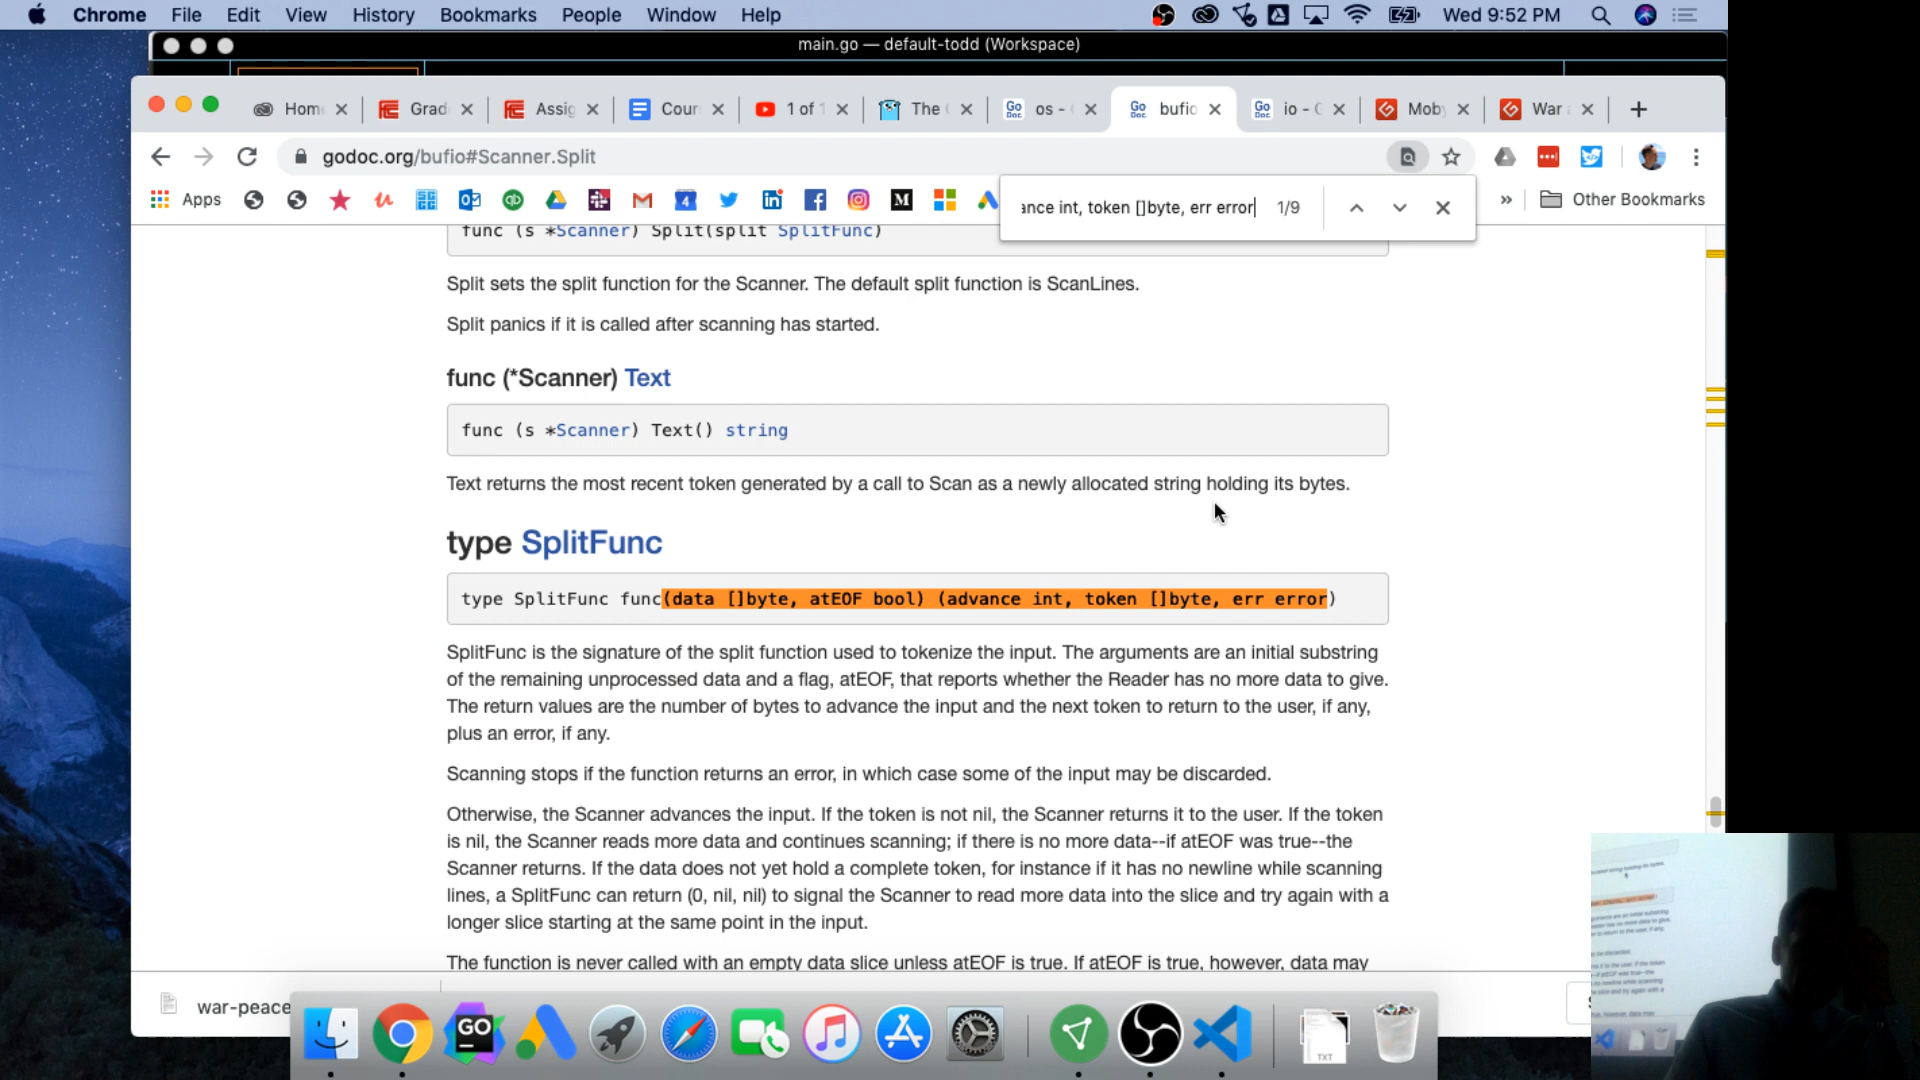 Chrome File Edit View History Bookmarks People Window Help Wed 9:52 PM
main.go — default-todd (Workspace)
Hom Grad Assig Cour 1 of 1 The os - bufio io - Moby War
godoc.org/bufio#Scanner.Split
Apps Other Bookmarks
ance int, token []byte, err error 1/9
func (s *Scanner) Split(split SplitFunc)
Split sets the split function for the Scanner. The default split function is ScanLines.
Split panics if it is called after scanning has started.
func (*Scanner) Text
func (s *Scanner) Text() string
Text returns the most recent token generated by a call to Scan as a newly allocated string holding its bytes.
type SplitFunc
type SplitFunc func(data []byte, atEOF bool) (advance int, token []byte, err error)
SplitFunc is the signature of the split function used to tokenize the input. The arguments are an initial substring
of the remaining unprocessed data and a flag, atEOF, that reports whether the Reader has no more data to give.
The return values are the number of bytes to advance the input and the next token to return to the user, if any,
plus an error, if any.
Scanning stops if the function returns an error, in which case some of the input may be discarded.
Otherwise, the Scanner advances the input. If the token is not nil, the Scanner returns it to the user. If the token
is nil, the Scanner reads more data and continues scanning; if there is no more data--if atEOF was true--the
Scanner returns. If the data does not yet hold a complete token, for instance if it has no newline while scanning
lines, a SplitFunc can return (0, nil, nil) to signal the Scanner to read more data into the slice and try again with a
longer slice starting at the same point in the input.
The function is never called with an empty data slice unless atEOF is true. If atEOF is true, however, data may
war-peace
GO
TXT